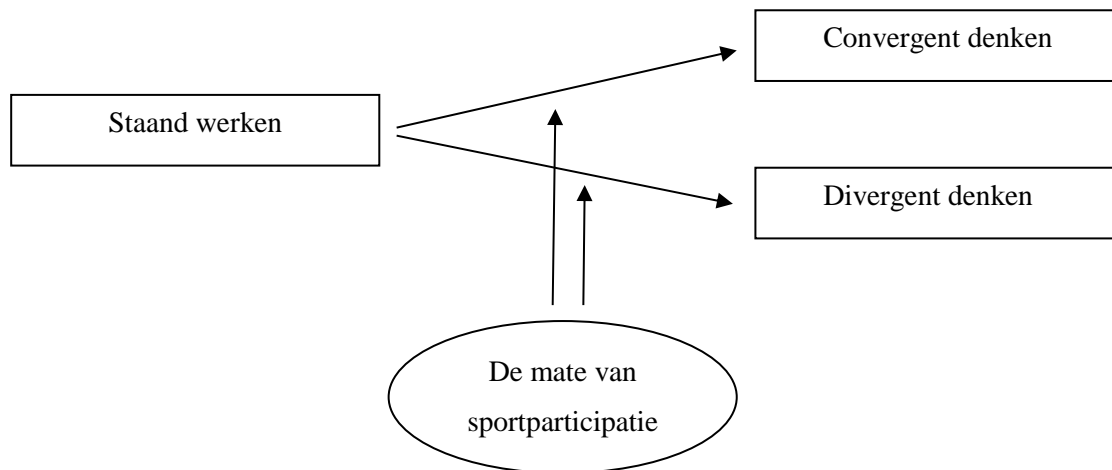 Convergent denken
Staand werken
Divergent denken
De mate van
sportparticipatie